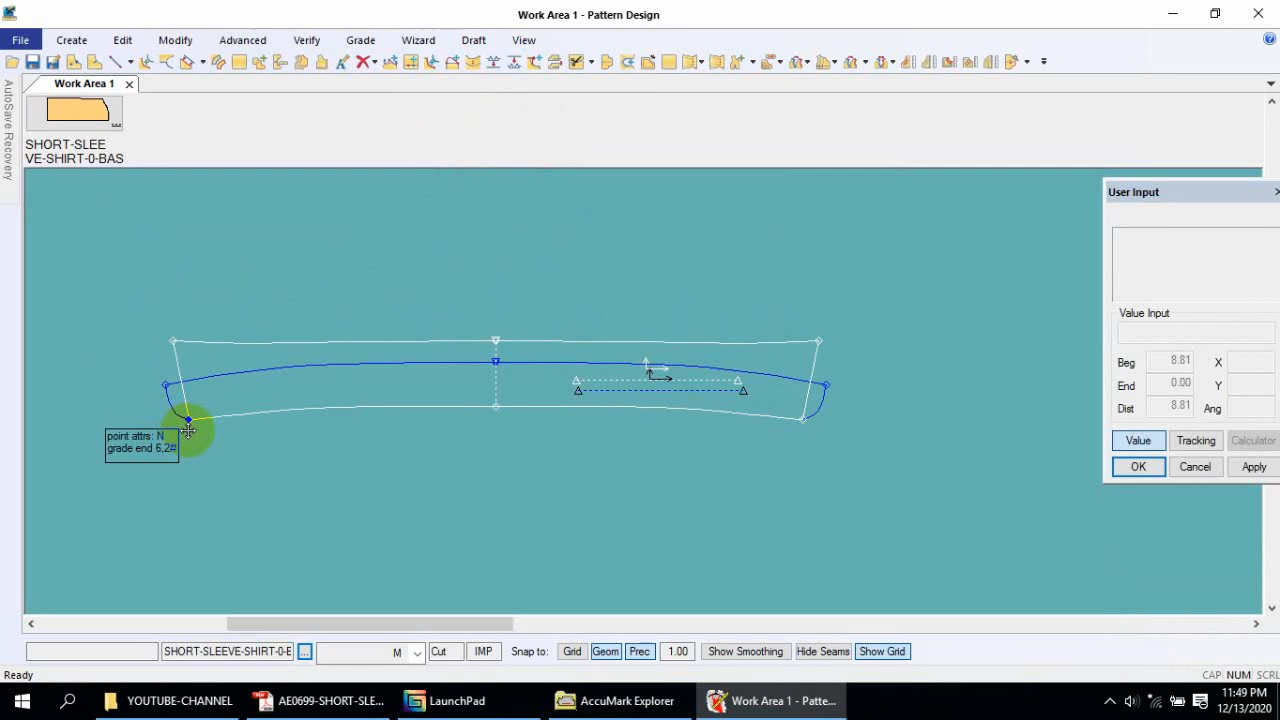 Work Area 1 - Pattern Design
File Create Edit Modify Advanced Verify Grade Wizard Draft View
Work Area 1
AutoSave Recovery
SHORT-SLEE
VE-SHIRT-0-BAS
User Input
Value Input
Beg 8.81 X
End 0.00 Y
Dist 8.81 Ang
Value Tracking Calculator
OK Cancel Apply
point attrs: N
grade end 6,2#
SHORT-SLEEVE-SHIRT-0-E ... M Cut IMP Snap to: Grid Geom Prec 1.00 Show Smoothing Hide Seams Show Grid
Ready CAP NUM SCRL
YOUTUBE-CHANNEL AE0699-SHORT-SLE... LaunchPad AccuMark Explorer Work Area 1 - Patte...
11:49 PM
12/13/2020